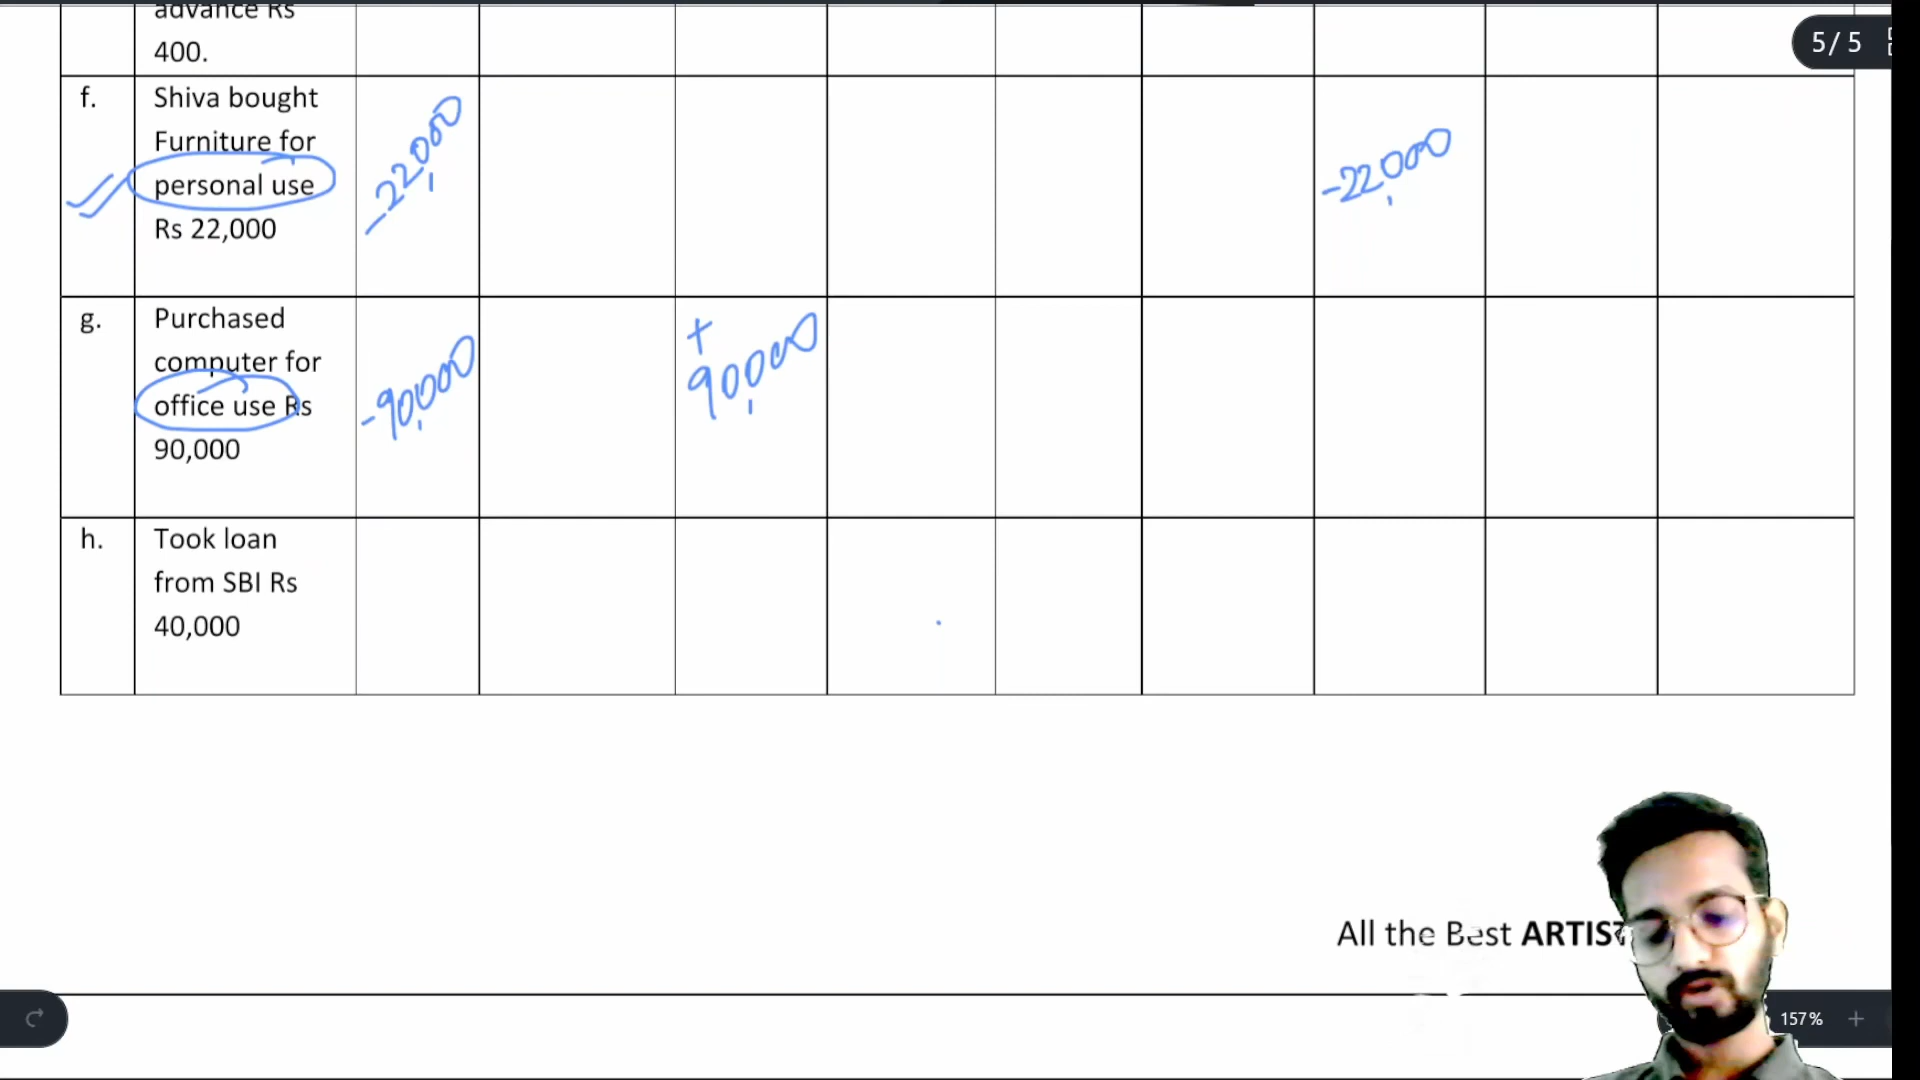 advance Rs
400.
5/5
f.
Shiva bought
Furniture for
personal use
Rs 22,000
-22,000
-22,000
g.
Purchased
computer for
office use Rs
90,000
-90,000
+
90,000
h.
Took loan
from SBI Rs
40,000
All the Best ARTIST
157% +